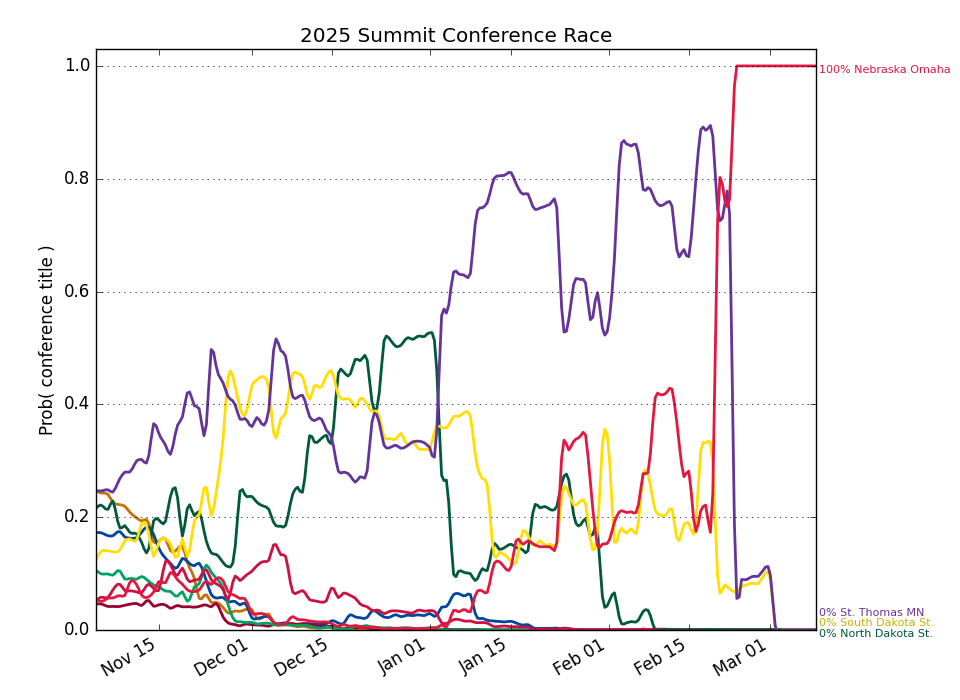 2025 Summit Conference Race
1.0
100% Nebraska Omaha
0.8
Prob( conference title )
0.6
0.4
0.2
0% St. Thomas MN
0% South Dakota St.
0.0
0% North Dakota St.
Nov 15
Dec 01
Dec 15
Jan 01
Jan 15
Feb 01
Feb 15
Mar 01